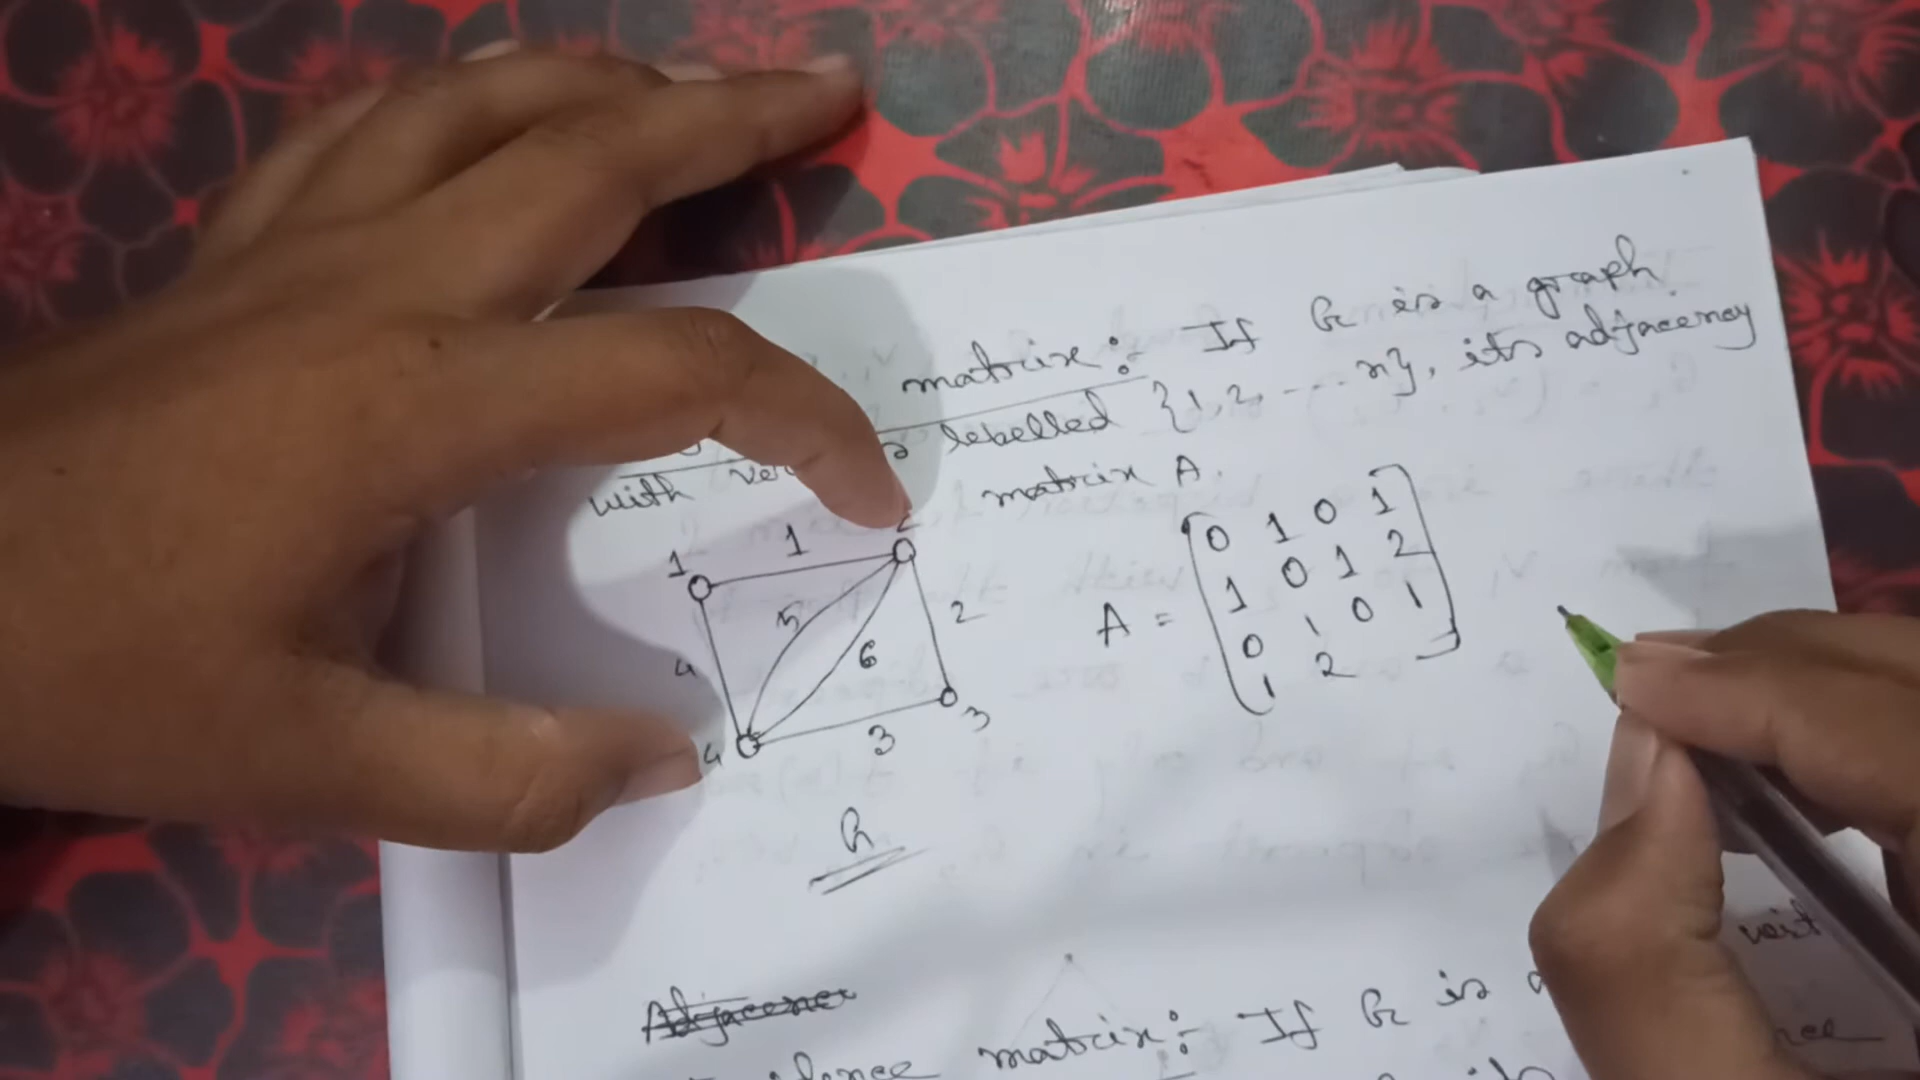 matrix :- If G is a graph
with labelled {1, 2, ---- n}, its adjacency
matrix A.
1 1 2
5 2
4 6
4 3 3
G
A = [0 1 0 1
1 0 1 2
0 1 0 1
1 2 ]
Adjacence
matrix :- If G is